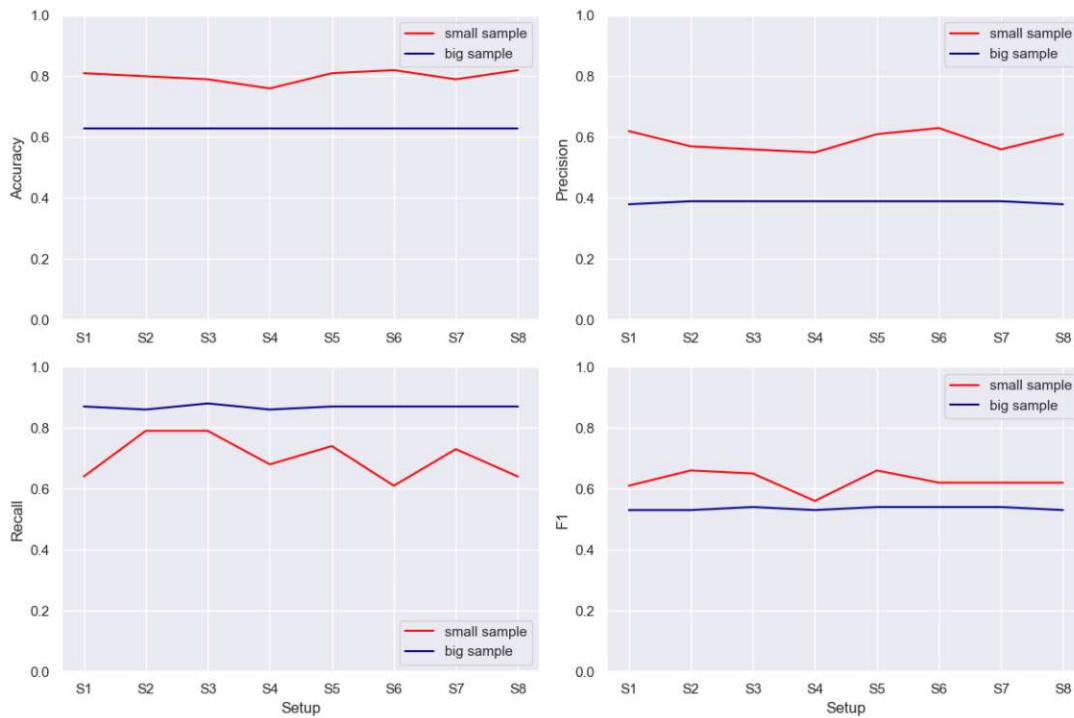 1.0
0.8
0.6
0.4
0.2
0.0
Accuracy
small sample
big sample
S1 S2 S3 S4 S5 S6 S7 S8
1.0
0.8
0.6
0.4
0.2
0.0
Precision
small sample
big sample
S1 S2 S3 S4 S5 S6 S7 S8
1.0
0.8
0.6
0.4
0.2
0.0
Recall
small sample
big sample
S1 S2 S3 S4 S5 S6 S7 S8
Setup
1.0
0.8
0.6
0.4
0.2
0.0
F1
small sample
big sample
S1 S2 S3 S4 S5 S6 S7 S8
Setup